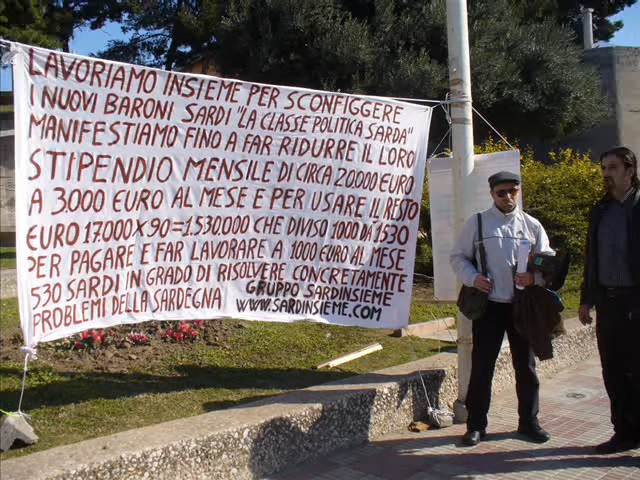 LAVORIAMO INSIEME PER SCONFIGGERE
I NUOVI BARONI SARDI "LA CLASSE POLITICA SARDA"
MANIFESTIAMO FINO A FAR RIDURRE IL LORO
STIPENDIO MENSILE DI CIRCA 20.000 EURO
A 3000 EURO AL MESE E PER USARE IL RESTO
EURO 17.000X90=1.530.000 CHE DIVISO 1000 DA 1530
PER PAGARE E FAR LAVORARE A 1000 EURO AL MESE
530 SARDI IN GRADO DI RISOLVERE CONCRETAMENTE
PROBLEMI DELLA SARDEGNA GRUPPO SARDINSIEME
WWW.SARDINSIEME.COM